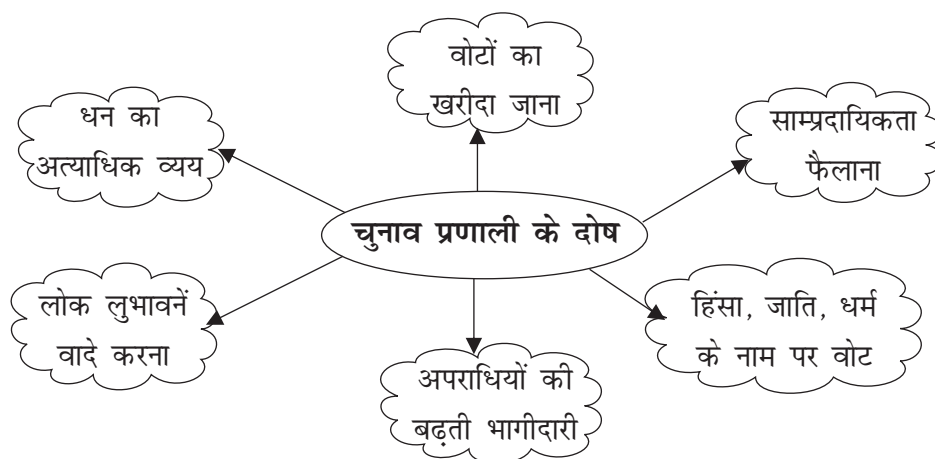 वोटों का
खरीदा जाना
धन का
अत्याधिक व्यय
साम्प्रदायिकता
फैलाना
चुनाव प्रणाली के दोष
लोक लुभावनें
वादे करना
हिंसा, जाति, धर्म
के नाम पर वोट
अपराधियों की
बढ़ती भागीदारी